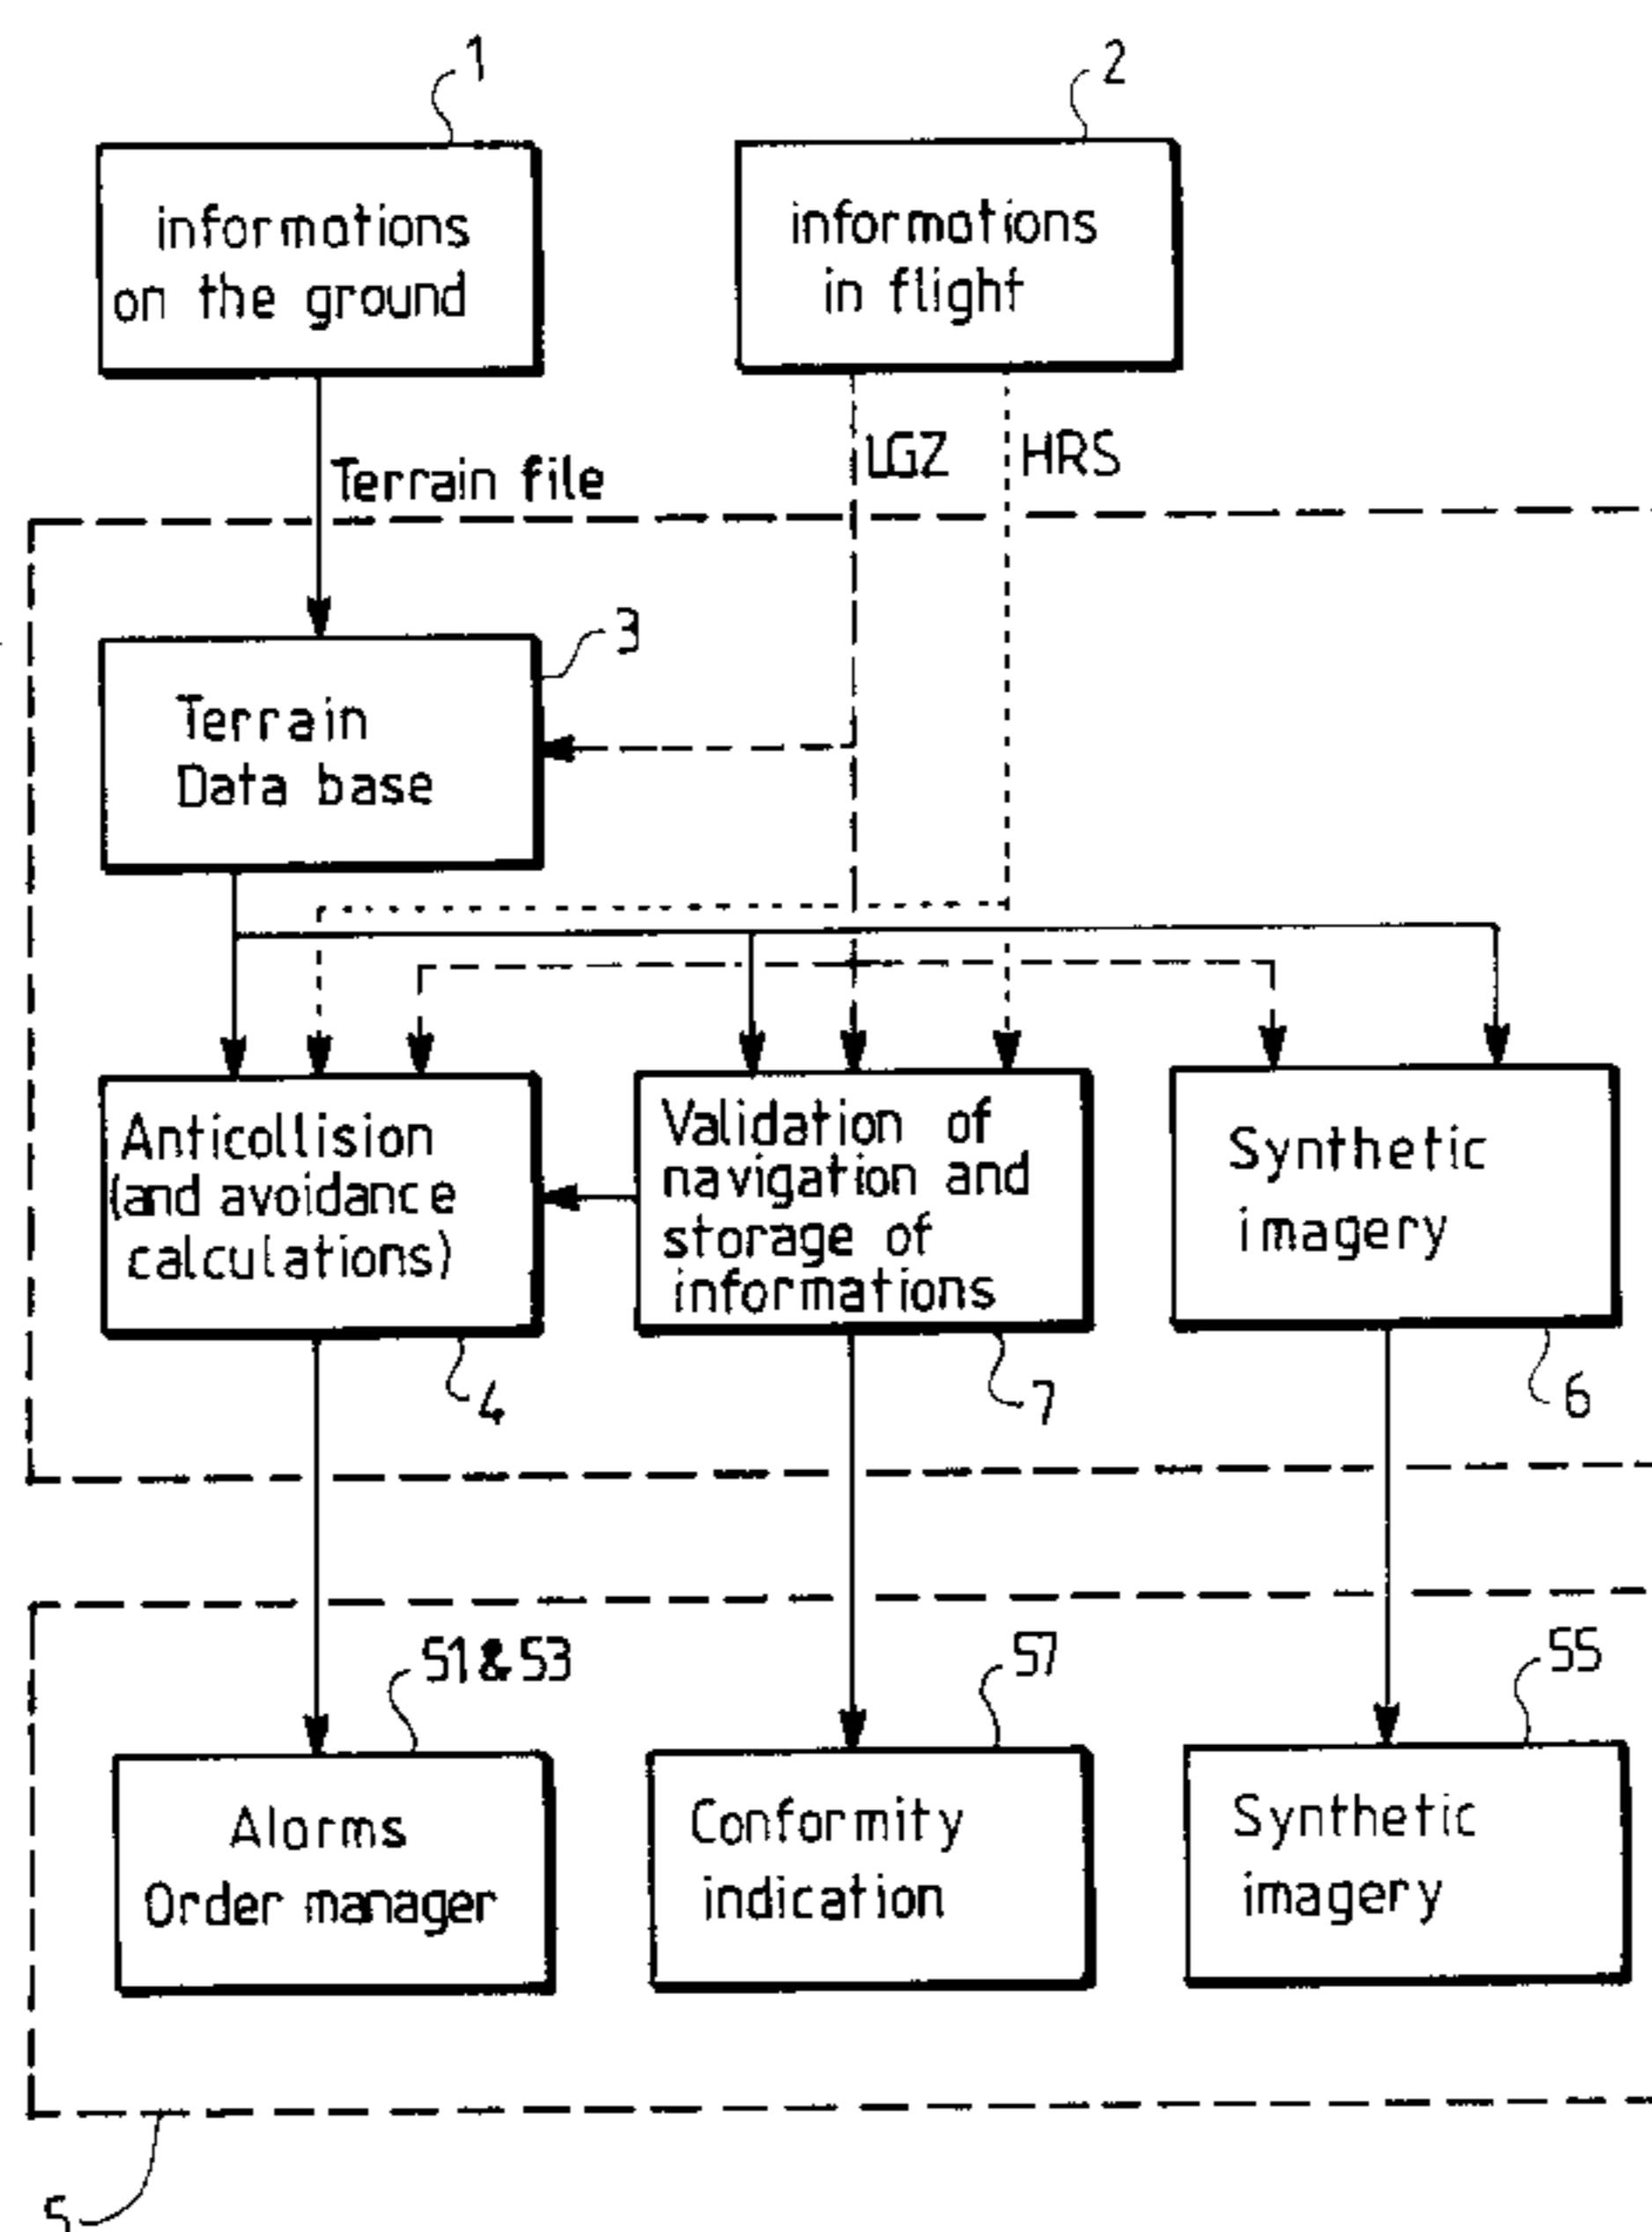 1
2
informations
on the ground
informations
in flight
Terrain file
LGZ
HRS
3
Terrain
Data base
Anticollision
(and avoidance
calculations)
Validation of
navigation and
storage of
informations
Synthetic
imagery
4
7
6
51 & 53
57
55
Alarms
Order manager
Conformity
indication
Synthetic
imagery
5